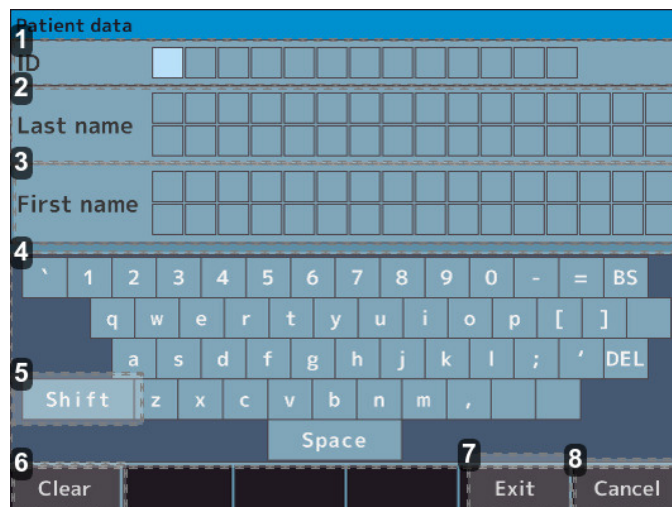 Patient data
1
ID
2
Last name
3
First name
4
` 1 2 3 4 5 6 7 8 9 0 - = BS
q w e r t y u i o p [ ]
a s d f g h j k l ; ' DEL
5
Shift z x c v b n m ,
Space
6 7 8
Clear Exit Cancel